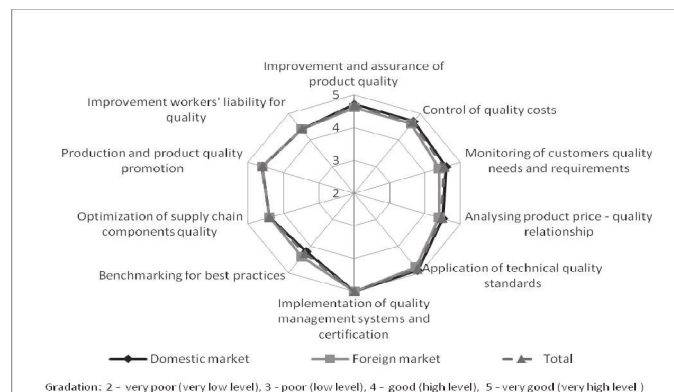 Improvement and assurance of
product quality
Improvement workers' liability for
quality
Control of quality costs
Production and product quality
promotion
Monitoring of customers quality
needs and requirements
Optimization of supply chain
components quality
Analysing product price - quality
relationship
Benchmarking for best practices
Application of technical quality
standards
Implementation of quality
management systems and
certification
5
4
3
2
Domestic market
Foreign market
Total
Gradation: 2 - very poor (very low level), 3 - poor (low level), 4 - good (high level), 5 - very good (very high level )